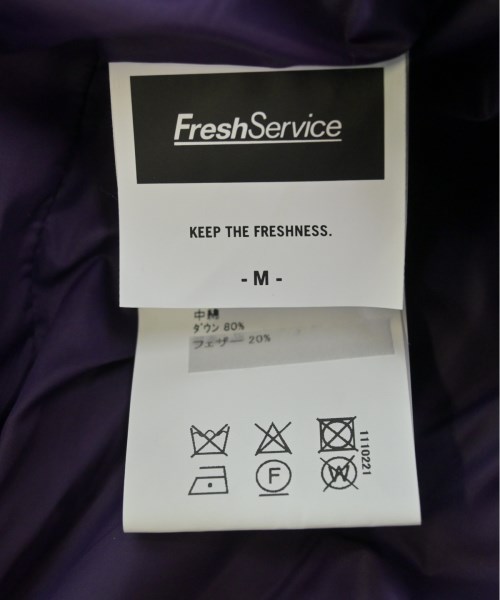 FreshService
KEEP THE FRESHNESS.
- M -
中綿
ダウン 80%
フェザー 20%
F
W
1110221